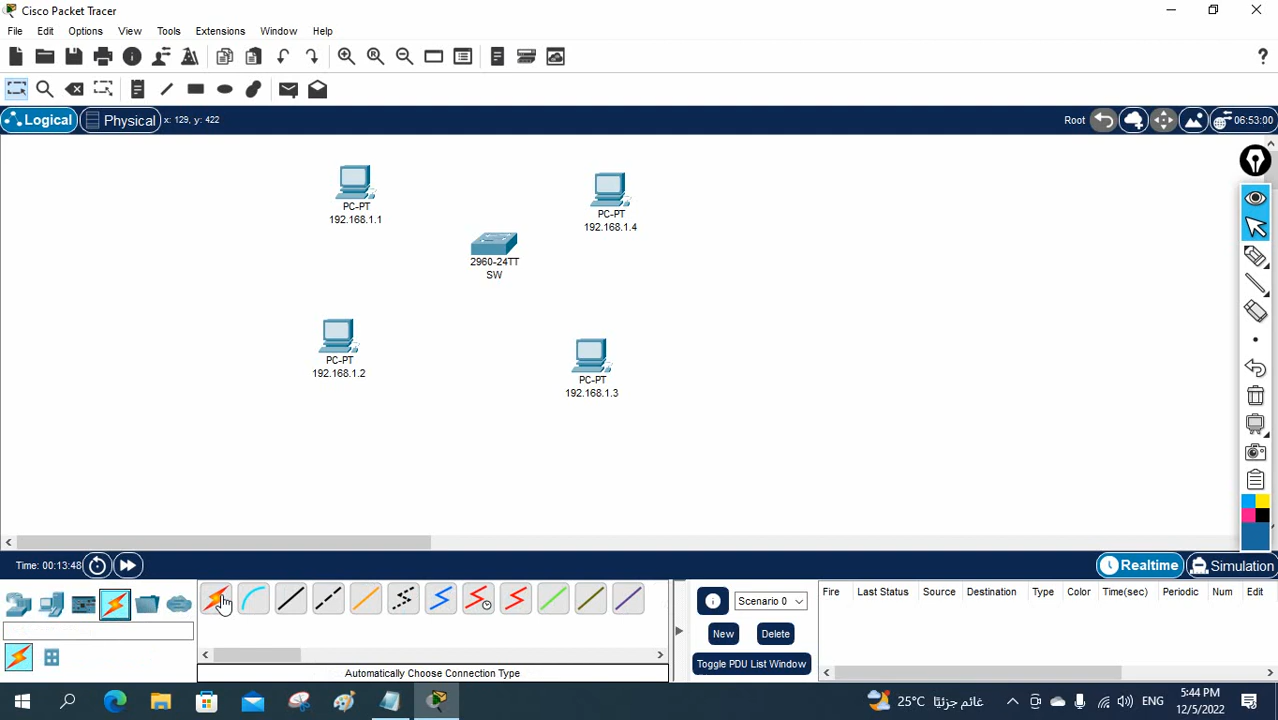 Cisco Packet Tracer
File Edit Options View Tools Extensions Window Help
Logical Physical x: 129, y: 422 Root 06:53:00
PC-PT
192.168.1.1
PC-PT
192.168.1.4
2960-24TT
SW
PC-PT
192.168.1.2
PC-PT
192.168.1.3
Time: 00:13:48 Realtime Simulation
Scenario 0
New Delete
Toggle PDU List Window
Fire Last Status Source Destination Type Color Time(sec) Periodic Num Edit
Automatically Choose Connection Type
25°C غائم جزئيًا ENG
5:44 PM
12/5/2022